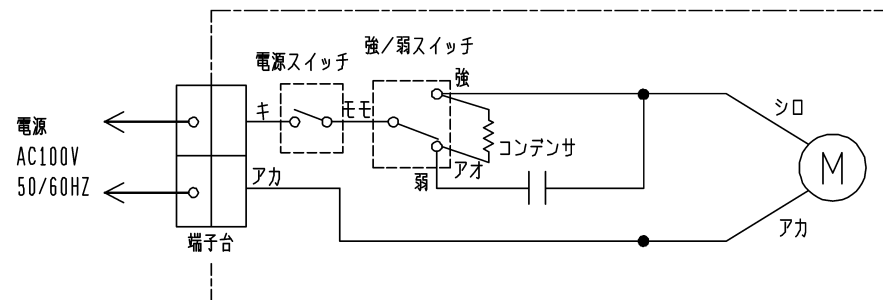 電源
AC100V
50/60HZ
端子台
電源スイッチ
キ
モモ
アカ
強/弱スイッチ
強
弱
アオ
コンデンサ
シロ
M
アカ